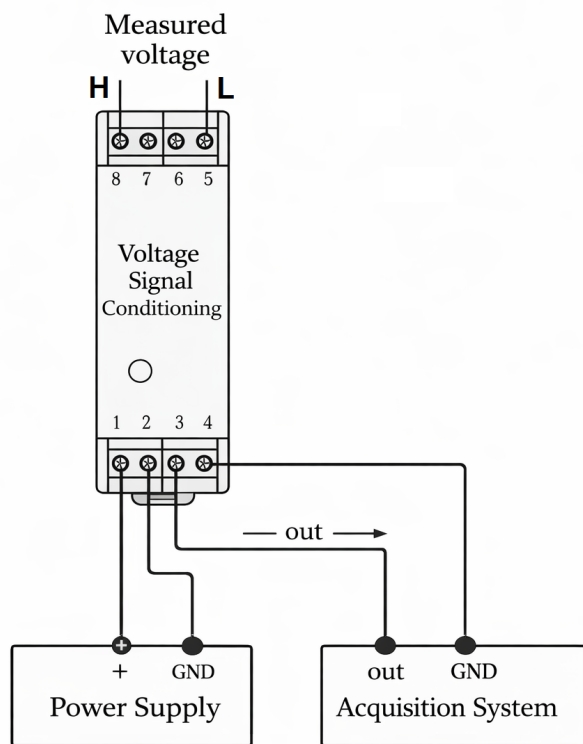 Measured
voltage
H L
8 7 6 5
Voltage
Signal
Conditioning
1 2 3 4
out
+ GND
Power Supply
out GND
Acquisition System